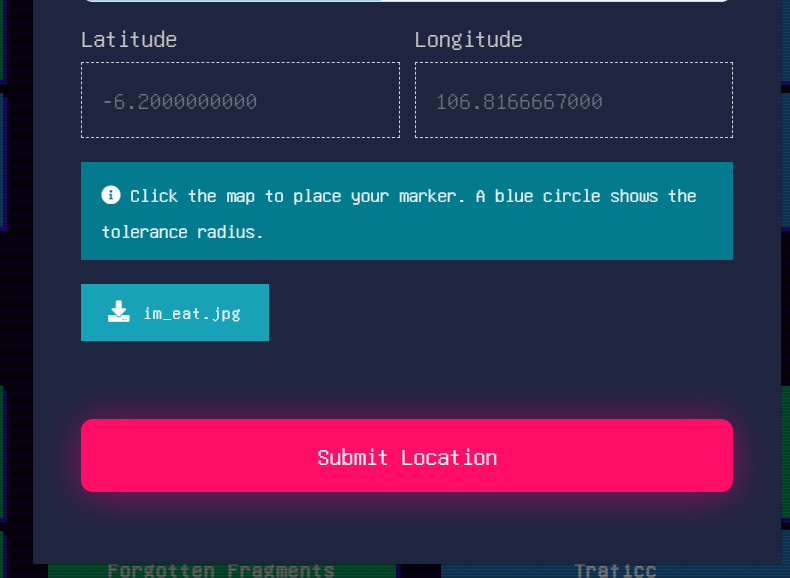 Latitude Longitude
-6.2000000000 106.8166667000
Click the map to place your marker. A blue circle shows the
tolerance radius.
im_eat.jpg
Submit Location
Forgotten Fragments Traficc